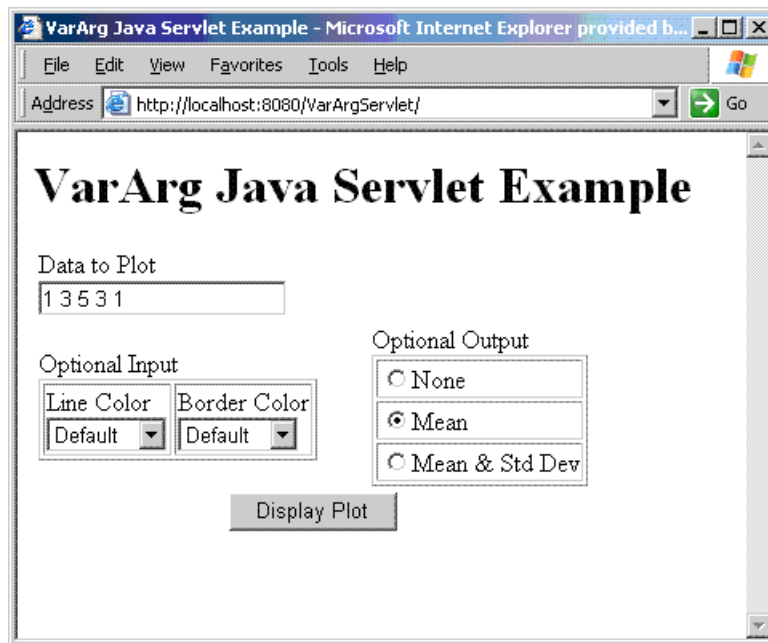 VarArg Java Servlet Example - Microsoft Internet Explorer provided b...
File Edit View Favorites Tools Help
Address http://localhost:8080/VarArgServlet/ Go
VarArg Java Servlet Example
Data to Plot
1 3 5 3 1
Optional Input
Line Color Border Color
Default Default
Optional Output
None
Mean
Mean & Std Dev
Display Plot